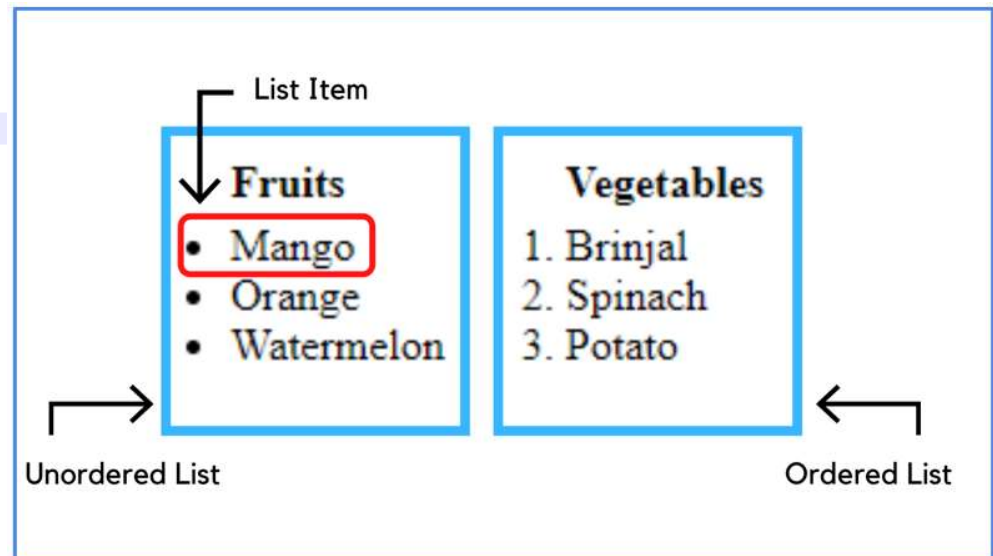 List Item
Fruits
• Mango
• Orange
• Watermelon
Vegetables
1. Brinjal
2. Spinach
3. Potato
Unordered List
Ordered List